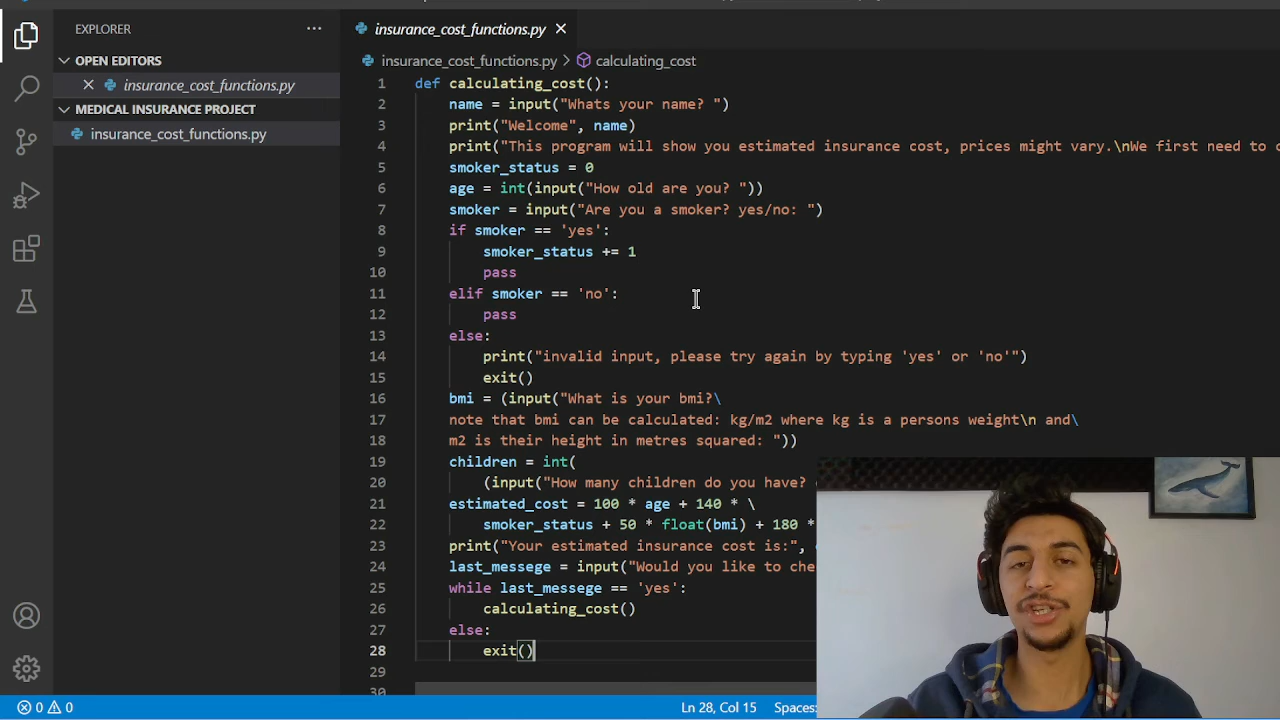 EXPLORER
OPEN EDITORS
insurance_cost_functions.py
MEDICAL INSURANCE PROJECT
insurance_cost_functions.py
insurance_cost_functions.py
insurance_cost_functions.py > calculating_cost
1 def calculating_cost():
2 name = input("Whats your name? ")
3 print("Welcome", name)
4 print("This program will show you estimated insurance cost, prices might vary.\nWe first need to
5 smoker_status = 0
6 age = int(input("How old are you? "))
7 smoker = input("Are you a smoker? yes/no: ")
8 if smoker == 'yes':
9 smoker_status += 1
10 pass
11 elif smoker == 'no':
12 pass
13 else:
14 print("invalid input, please try again by typing 'yes' or 'no'")
15 exit()
16 bmi = (input("What is your bmi?\
17 note that bmi can be calculated: kg/m2 where kg is a persons weight\n and\
18 m2 is their height in metres squared: "))
19 children = int(
20 (input("How many children do you have?
21 estimated_cost = 100 * age + 140 * \
22 smoker_status + 50 * float(bmi) + 180 *
23 print("Your estimated insurance cost is:",
24 last_messege = input("Would you like to che
25 while last_messege == 'yes':
26 calculating_cost()
27 else:
28 exit()
29
30
0 0 Ln 28, Col 15 Spaces: